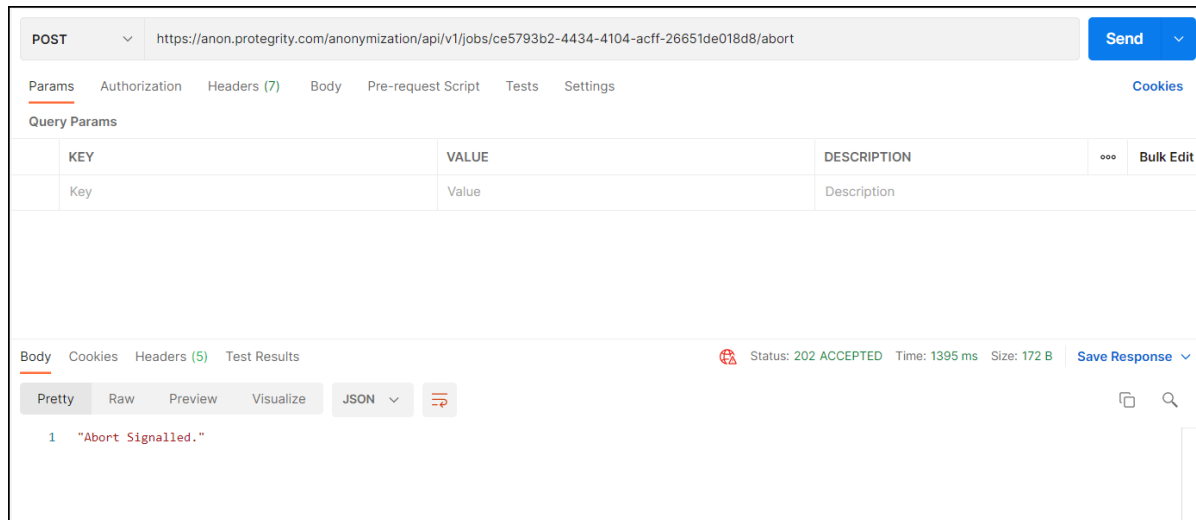 POST https://anon.protegrity.com/anonymization/api/v1/jobs/ce5793b2-4434-4104-acff-26651de018d8/abort Send
Params Authorization Headers (7) Body Pre-request Script Tests Settings Cookies
Query Params
KEY VALUE DESCRIPTION ooo Bulk Edit
Key Value Description
Body Cookies Headers (5) Test Results Status: 202 ACCEPTED Time: 1395 ms Size: 172 B Save Response
Pretty Raw Preview Visualize JSON
1 "Abort Signalled."